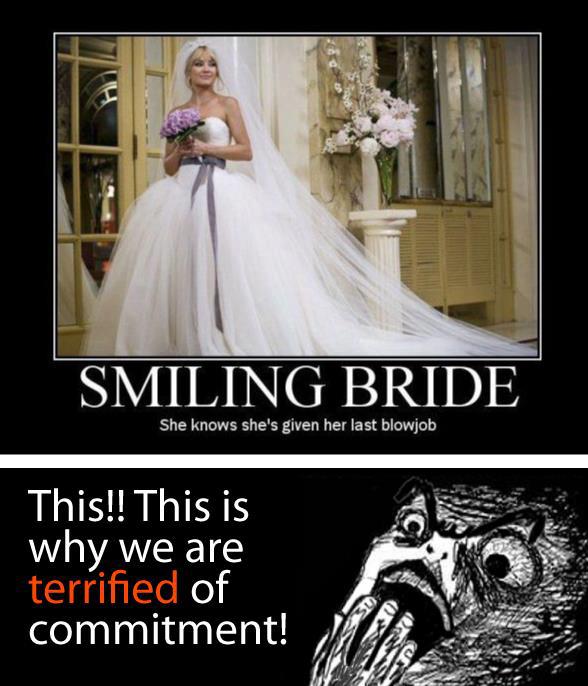 SMILING BRIDE
She knows she's given her last blowjob
This!! This is
why we are
terrified of
commitment!